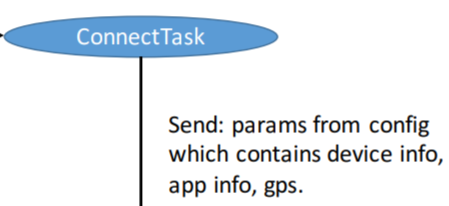 ConnectTask
Send: params from config
which contains device info,
app info, gps.